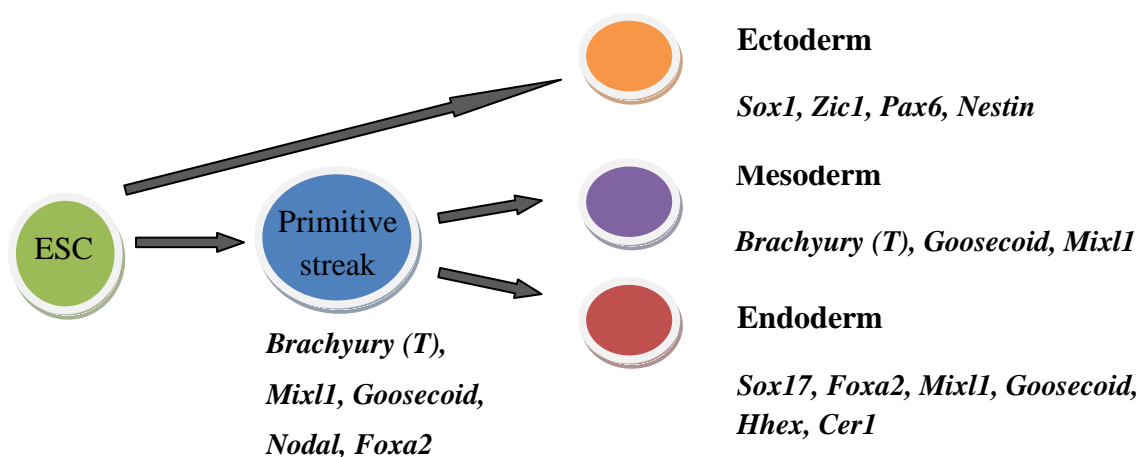 ESC
Primitive
streak
Brachyury (T),
Mixl1, Goosecoid,
Nodal, Foxa2
Ectoderm
Sox1, Zic1, Pax6, Nestin
Mesoderm
Brachyury (T), Goosecoid, Mixl1
Endoderm
Sox17, Foxa2, Mixl1, Goosecoid,
Hhex, Cer1